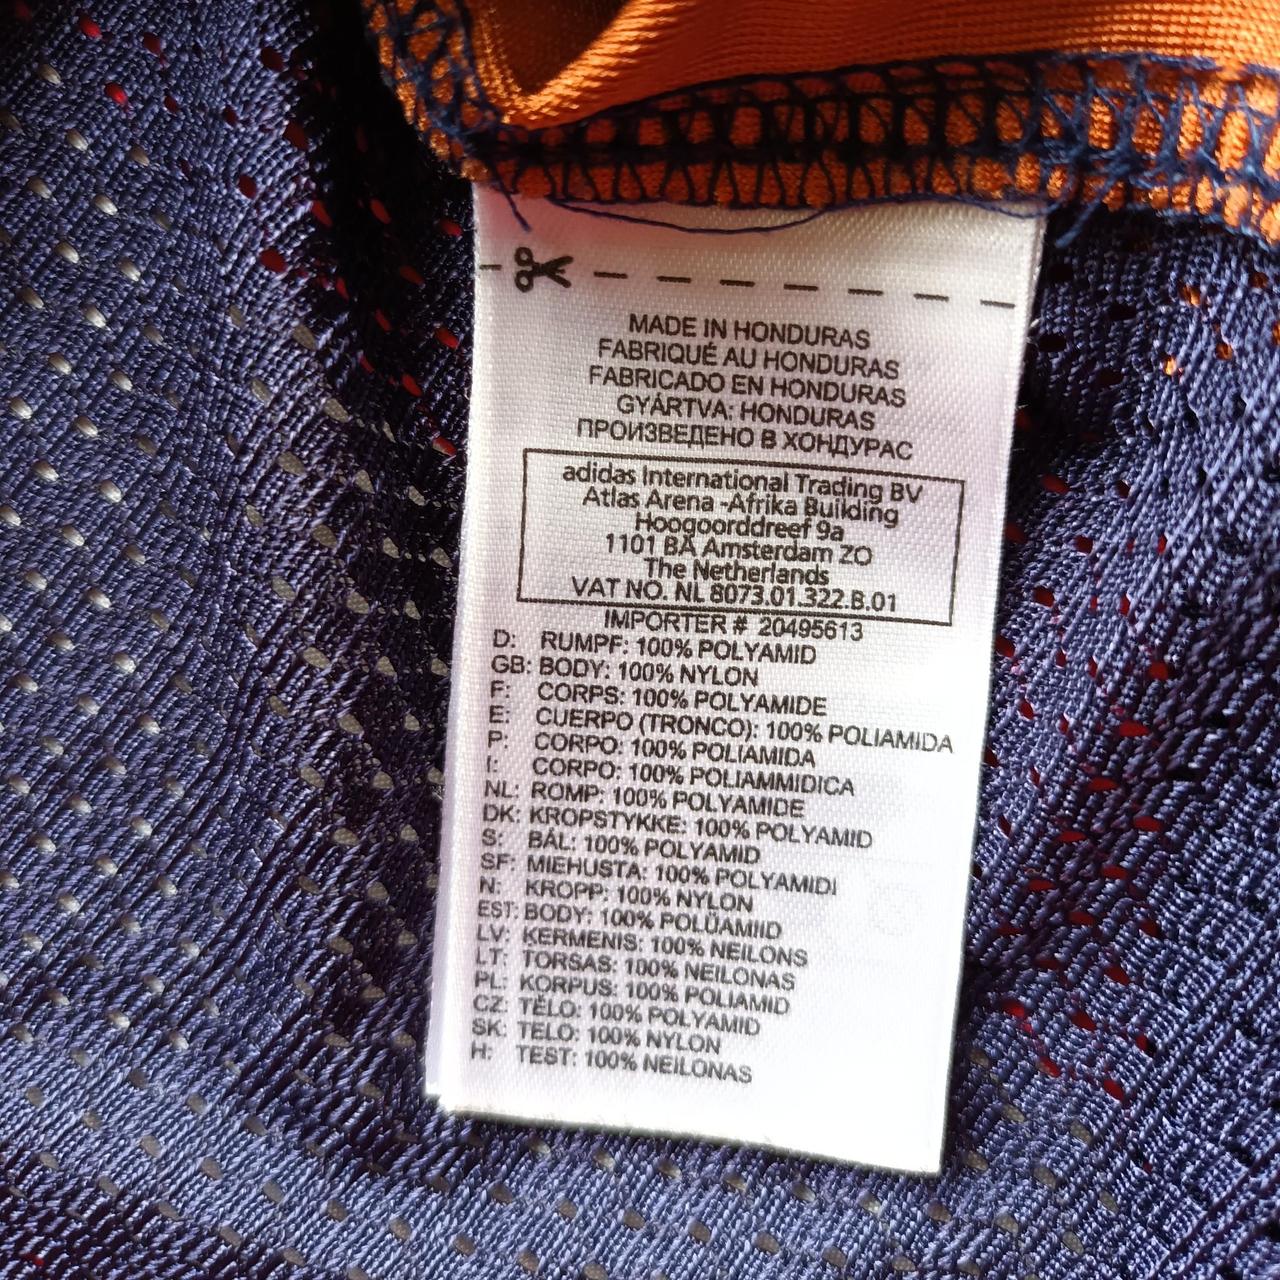 MADE IN HONDURAS
FABRIQUÉ AU HONDURAS
FABRICADO EN HONDURAS
GYÁRTVA: HONDURAS
ПРОИЗВЕДЕНО В ХОНДУРАС
adidas International Trading BV
Atlas Arena -Afrika Building
Hoogoorddreef 9a
1101 BA Amsterdam ZO
The Netherlands
VAT NO. NL 8073.01.322.B.01
IMPORTER # 20495613
D: RUMPF: 100% POLYAMID
GB: BODY: 100% NYLON
F: CORPS: 100% POLYAMIDE
E: CUERPO (TRONCO): 100% POLIAMIDA
P: CORPO: 100% POLIAMIDA
I: CORPO: 100% POLIAMMIDICA
NL: ROMP: 100% POLYAMIDE
DK: KROPSTYKKE: 100% POLYAMID
S: BÅL: 100% POLYAMID
SF: MIEHUSTA: 100% POLYAMIDI
N: KROPP: 100% NYLON
EST: BODY: 100% POLÜAMIID
LV: KERMENIS: 100% NEILONS
LT: TORSAS: 100% NEILONAS
PL: KORPUS: 100% POLIAMID
CZ: TĚLO: 100% POLYAMID
SK: TELO: 100% NYLON
H: TEST: 100% NEILONAS